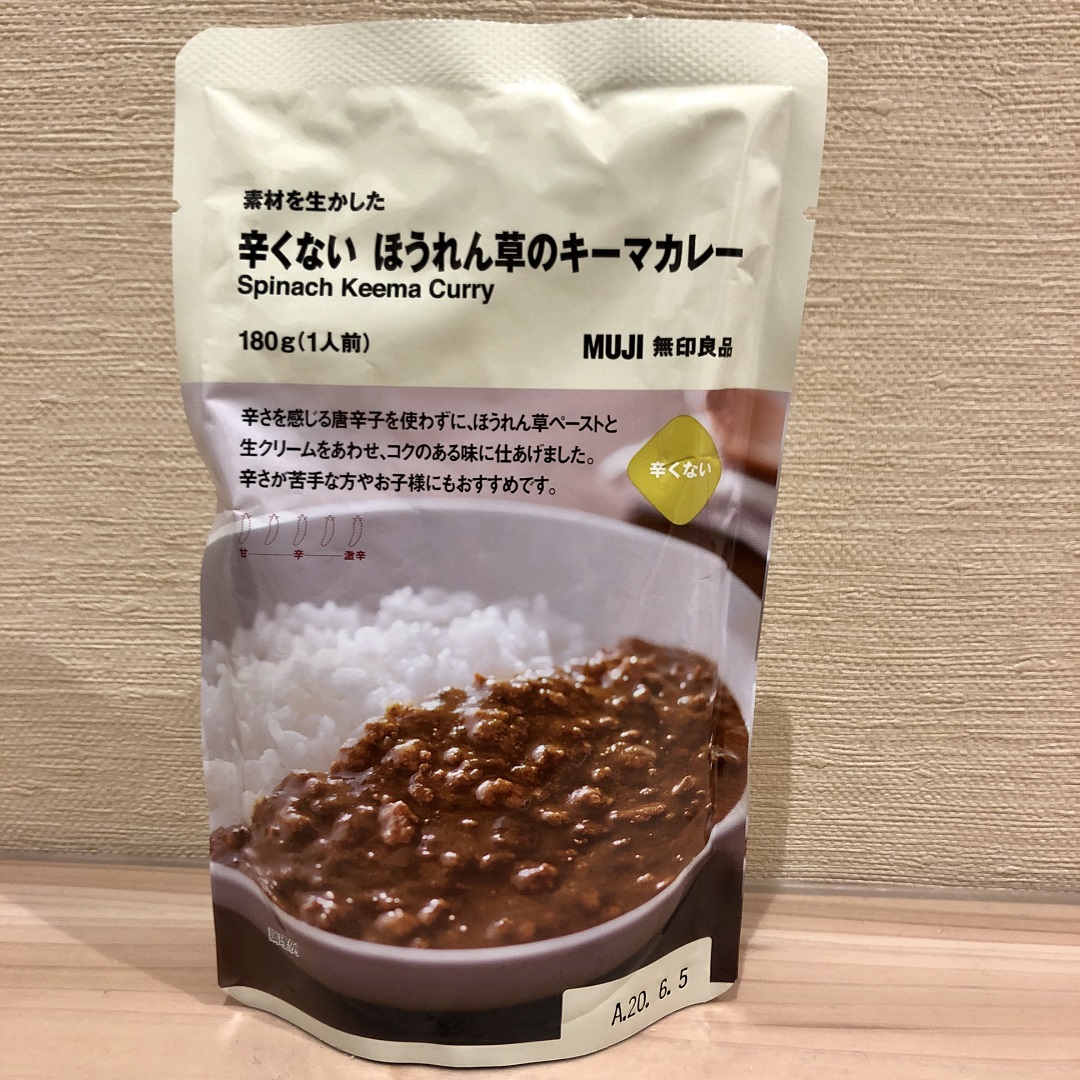 素材を生かした
辛くない ほうれん草のキーマカレー
Spinach Keema Curry
180g(1人前)
MUJI 無印良品
辛さを感じる唐辛子を使わずに、ほうれん草ペーストと
生クリームをあわせ、コクのある味に仕あげました。
辛さが苦手な方やお子様にもおすすめです。
辛くない
甘 辛 激辛
調理例
A.20. 6. 5